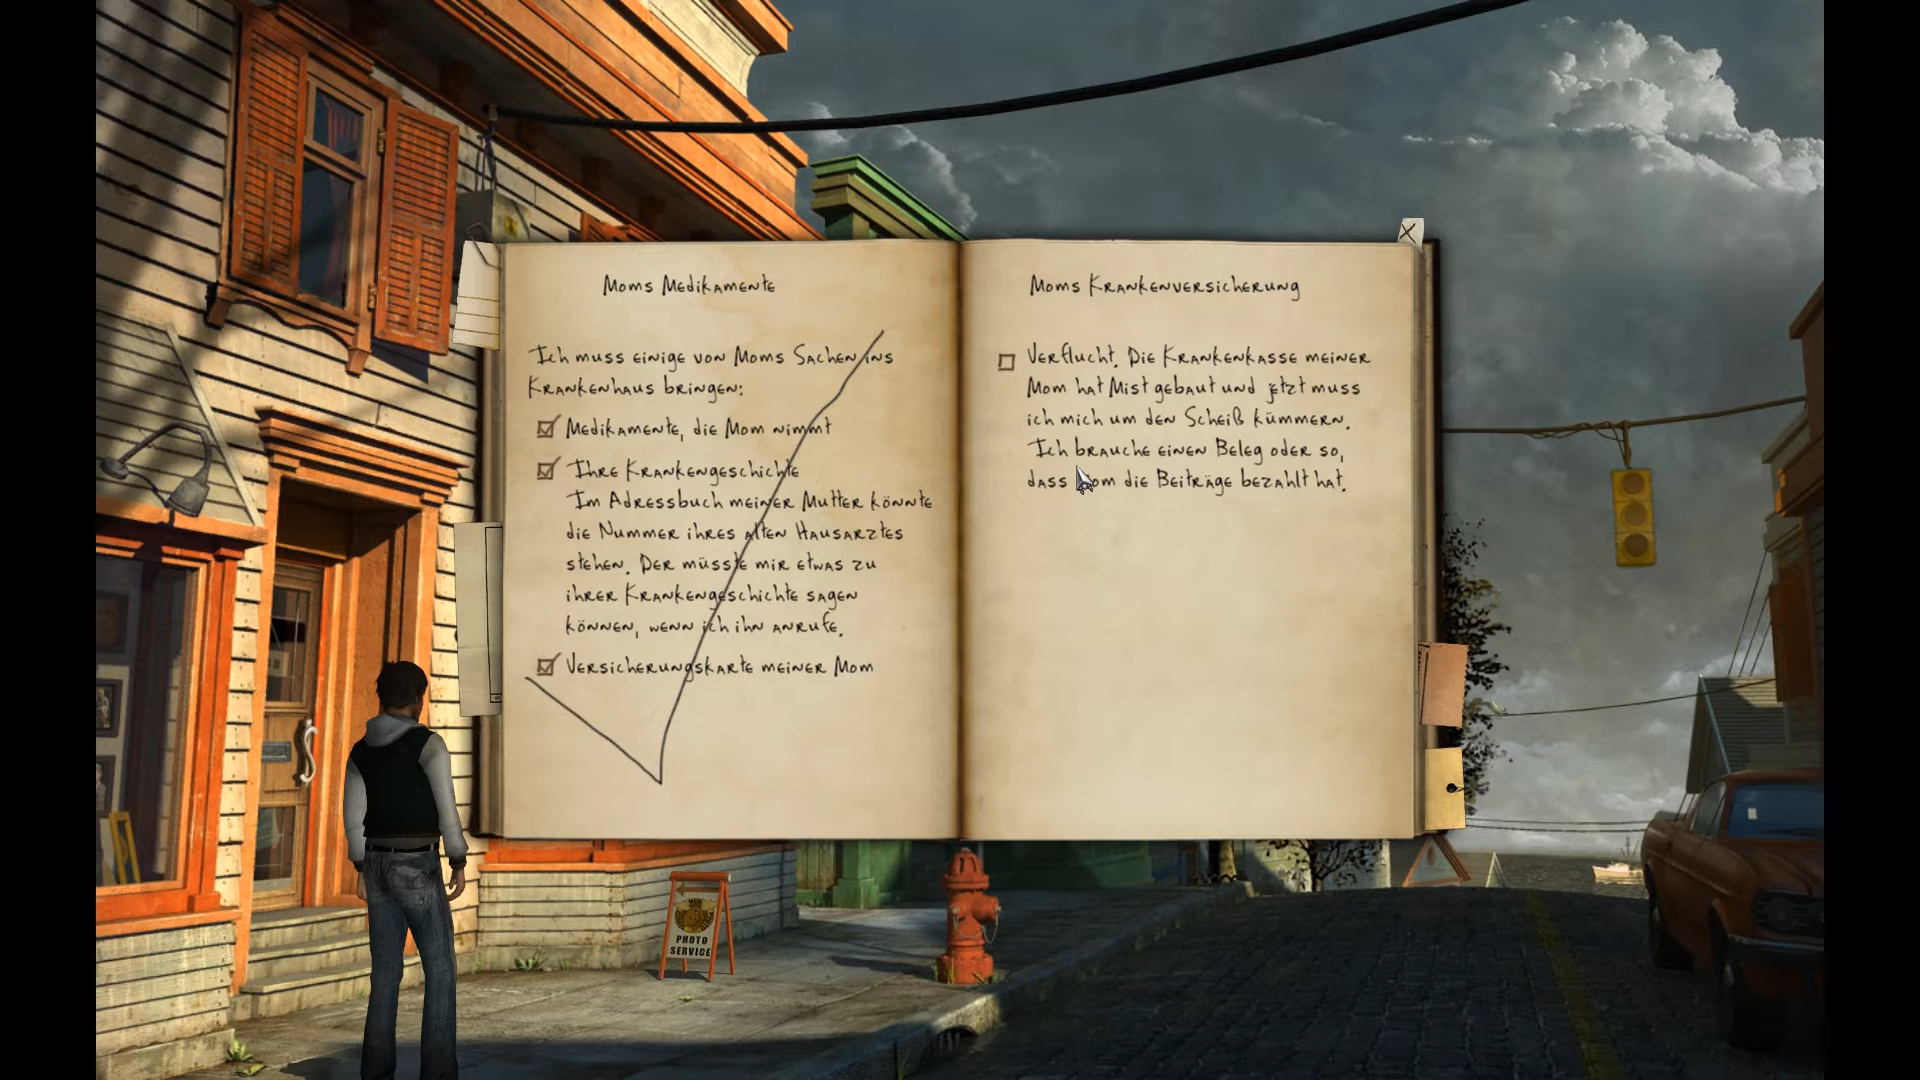 Moms Medikamente
Ich muss einige von Moms Sachen ins
Krankenhaus bringen:
Medikamente, die Mom nimmt
Ihre Krankengeschichte
Im Adressbuch meiner Mutter könnte
die Nummer ihres alten Hausarztes
stehen. Der müsste mir etwas zu
ihrer Krankengeschichte sagen
können, wenn ich ihn anrufe.
Versicherungskarte meiner Mom
Moms Krankenversicherung
Verflucht. Die Krankenkasse meiner
Mom hat Mist gebaut und jetzt muss
ich mich um den Scheiß kümmern.
Ich brauche einen Beleg oder so,
dass Mom die Beiträge bezahlt hat.
PHOTO
SERVICE